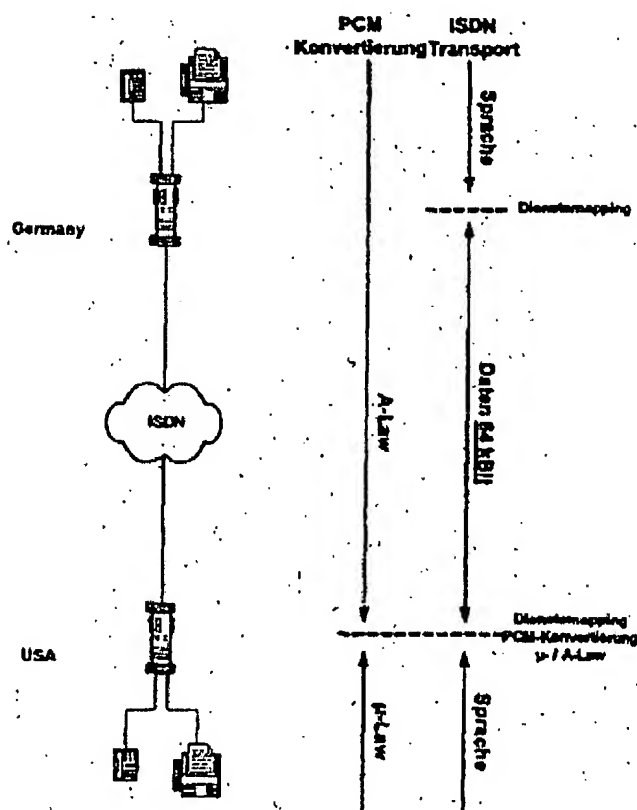 PCM ISDN
Konvertierung Transport
Sprache
Dienstemapping
Germany
A-Law
Daten 64 kBit
ISDN
Dienstemapping
PCM-Konvertierung
µ- / A-Law
USA
µ-Law
Sprache